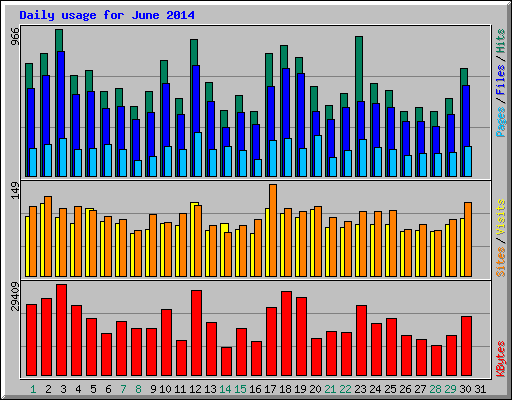 Daily usage for June 2014
966
Pages / Files / Hits
149
Sites / Visits
29409
KBytes
1 2 3 4 5 6 7 8 9 10 11 12 13 14 15 16 17 18 19 20 21 22 23 24 25 26 27 28 29 30 31